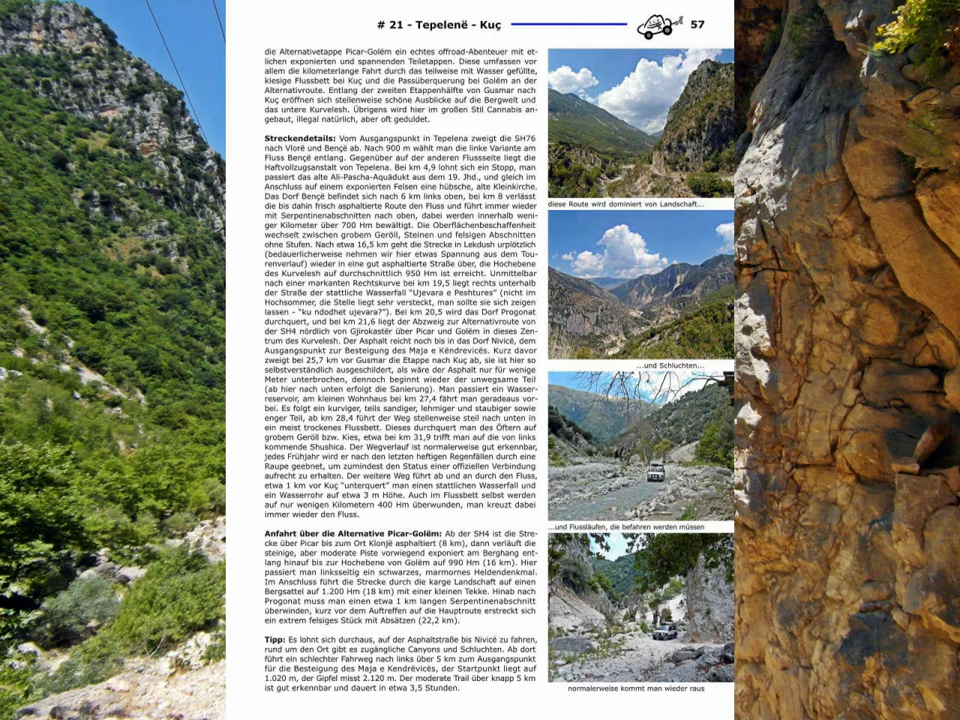 # 21 - Tepelenë - Kuç
57
die Alternativetappe Picar-Golëm ein echtes offroad-Abenteuer mit et-
lichen exponierten und spannenden Teiletappen. Diese umfassen vor
allem die kilometerlange Fahrt durch das teilweise mit Wasser gefüllte,
kiesige Flussbett bei Kuç und die Passüberquerung bei Golëm an der
Alternativroute. Entlang der zweiten Etappenhälfte von Gusmar nach
Kuç eröffnen sich stellenweise schöne Ausblicke auf die Bergwelt und
das untere Kurvelesh. Übrigens wird hier im großen Stil Cannabis an-
gebaut, illegal natürlich, aber oft geduldet.
Streckendetails: Vom Ausgangspunkt in Tepelena zweigt die SH76
nach Vlorë und Bençë ab. Nach 900 m wählt man die linke Variante am
Fluss Bençë entlang. Gegenüber auf der anderen Flussseite liegt die
Haftvollzugsanstalt von Tepelena. Bei km 4,9 lohnt sich ein Stopp, man
passiert das alte Ali-Pascha-Aquädukt aus dem 19. Jhd., und gleich im
Anschluss auf einem exponierten Felsen eine hübsche, alte Kleinkirche.
Das Dorf Bençë befindet sich nach 6 km links oben, bei km 8 verlässt
die bis dahin frisch asphaltierte Route den Fluss und führt immer wieder
mit Serpentinenabschnitten nach oben, dabei werden innerhalb weni-
ger Kilometer über 700 Hm bewältigt. Die Oberflächenbeschaffenheit
wechselt zwischen grobem Geröll, Steinen und felsigen Abschnitten
ohne Stufen. Nach etwa 16,5 km geht die Strecke in Lekdush urplötzlich
(bedauerlicherweise nehmen wir hier etwas Spannung aus dem Tou-
renverlauf) wieder in eine gut asphaltierte Straße über, die Hochebene
des Kurvelesh auf durchschnittlich 950 Hm ist erreicht. Unmittelbar
nach einer markanten Rechtskurve bei km 19,5 liegt rechts unterhalb
der Straße der stattliche Wasserfall "Ujevara e Peshtures" (nicht im
Hochsommer, die Stelle liegt sehr versteckt, man sollte sie sich zeigen
lassen - "ku ndodhet ujevara?"). Bei km 20,5 wird das Dorf Progonat
durchquert, und bei km 21,6 liegt der Abzweig zur Alternativroute von
der SH4 nördlich von Gjirokastër über Picar und Golëm in dieses Zen-
trum des Kurvelesh. Der Asphalt reicht noch bis in das Dorf Nivicë, dem
Ausgangspunkt zur Besteigung des Maja e Këndrevicës. Kurz davor
zweigt bei 25,7 km vor Gusmar die Etappe nach Kuç ab, sie ist hier so
selbstverständlich ausgeschildert, als wäre der Asphalt nur für wenige
Meter unterbrochen, dennoch beginnt wieder der unwegsame Teil
(ab hier nach unten erfolgt die Sanierung). Man passiert ein Wasser-
reservoir, am kleinen Wohnhaus bei km 27,4 fährt man geradeaus vor-
bei. Es folgt ein kurviger, teils sandiger, lehmiger und staubiger sowie
enger Teil, ab km 28,4 führt der Weg stellenweise steil nach unten in
ein meist trockenes Flussbett. Dieses durchquert man des Öftern auf
grobem Geröll bzw. Kies, etwa bei km 31,9 trifft man auf die von links
kommende Shushica. Der Wegverlauf ist normalerweise gut erkennbar,
jedes Frühjahr wird er nach den letzten heftigen Regenfällen durch eine
Raupe geebnet, um zumindest den Status einer offiziellen Verbindung
aufrecht zu erhalten. Der weitere Weg führt ab und an durch den Fluss,
etwa 1 km vor Kuç "unterquert" man einen stattlichen Wasserfall und
ein Wasserrohr auf etwa 3 m Höhe. Auch im Flussbett selbst werden
auf nur wenigen Kilometern 400 Hm überwunden, man kreuzt dabei
immer wieder den Fluss.
Anfahrt über die Alternative Picar-Golëm: Ab der SH4 ist die Stre-
cke über Picar bis zum Ort Klonjë asphaltiert (8 km), dann verläuft die
steinige, aber moderate Piste vorwiegend exponiert am Berghang ent-
lang hinauf bis zur Hochebene von Golëm auf 990 Hm (16 km). Hier
passiert man linksseitig ein schwarzes, marmornes Heldendenkmal.
Im Anschluss führt die Strecke durch die karge Landschaft auf einen
Bergsattel auf 1.200 Hm (18 km) mit einer kleinen Tekke. Hinab nach
Progonat muss man einen etwa 1 km langen Serpentinenabschnitt
überwinden, kurz vor dem Auftreffen auf die Hauptroute erstreckt sich
ein extrem felsiges Stück mit Absätzen (22,2 km).
Tipp: Es lohnt sich durchaus, auf der Asphaltstraße bis Nivicë zu fahren,
rund um den Ort gibt es zugängliche Canyons und Schluchten. Ab dort
führt ein schlechter Fahrweg nach links über 5 km zum Ausgangspunkt
für die Besteigung des Maja e Kendrëvicës, der Startpunkt liegt auf
1.020 m, der Gipfel misst 2.120 m. Der moderate Trail über knapp 5 km
ist gut erkennbar und dauert in etwa 3,5 Stunden.
diese Route wird dominiert von Landschaft...
...und Schluchten...
...und Flussläufen, die befahren werden müssen
normalerweise kommt man wieder raus